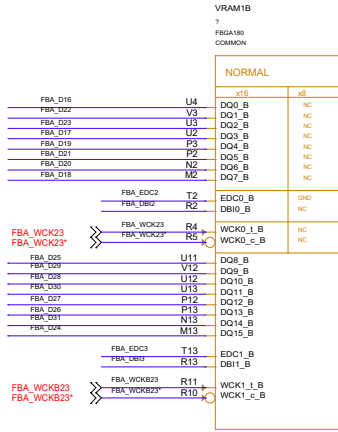 VRAM1B
?
FBGA180
COMMON
NORMAL
x16 x8
FBA_D16 U4 DQ0_B NC
FBA_D22 V3 DQ1_B NC
FBA_D23 U3 DQ2_B NC
FBA_D17 U2 DQ3_B NC
FBA_D19 P3 DQ4_B NC
FBA_D21 P2 DQ5_B NC
FBA_D20 N2 DQ6_B NC
FBA_D18 M2 DQ7_B NC
FBA_EDC2 T2 EDC0_B GND
FBA_DBI2 R2 DBI0_B NC
FBA_WCK23 FBA_WCK23 R4 WCK0_t_B NC
FBA_WCK23* FBA_WCK23* R5 WCK0_c_B NC
FBA_D25 U11 DQ8_B
FBA_D29 V12 DQ9_B
FBA_D28 U12 DQ10_B
FBA_D30 U13 DQ11_B
FBA_D27 P12 DQ12_B
FBA_D26 P13 DQ13_B
FBA_D31 N13 DQ14_B
FBA_D24 M13 DQ15_B
FBA_EDC3 T13 EDC1_B
FBA_DBI3 R13 DBI1_B
FBA_WCKB23 FBA_WCKB23 R11 WCK1_t_B
FBA_WCKB23* FBA_WCKB23* R10 WCK1_c_B